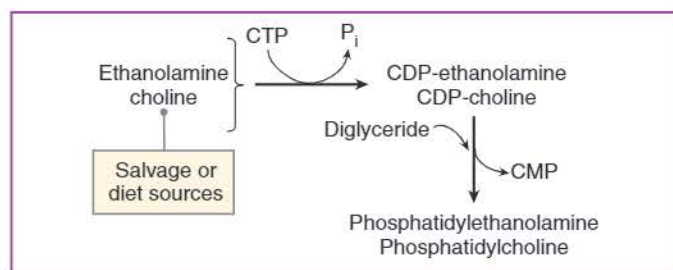 CTP
Pi
Ethanolamine
choline
CDP-ethanolamine
CDP-choline
Diglyceride
CMP
Salvage or
diet sources
Phosphatidylethanolamine
Phosphatidylcholine